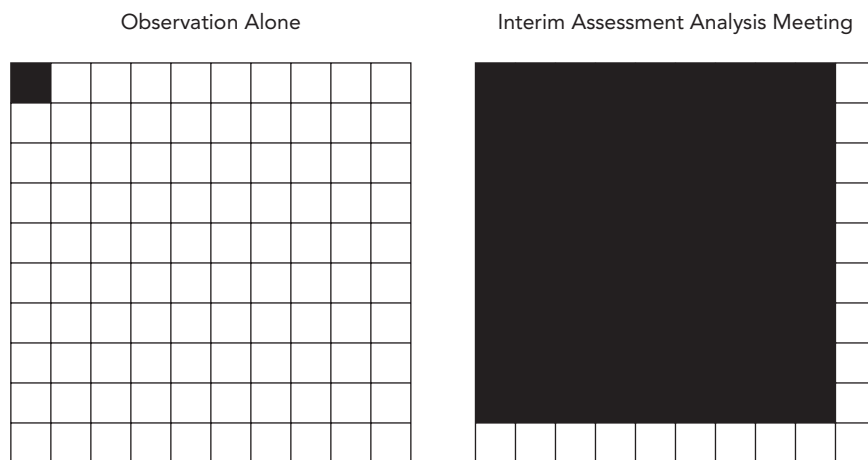 Observation Alone
Interim Assessment Analysis Meeting